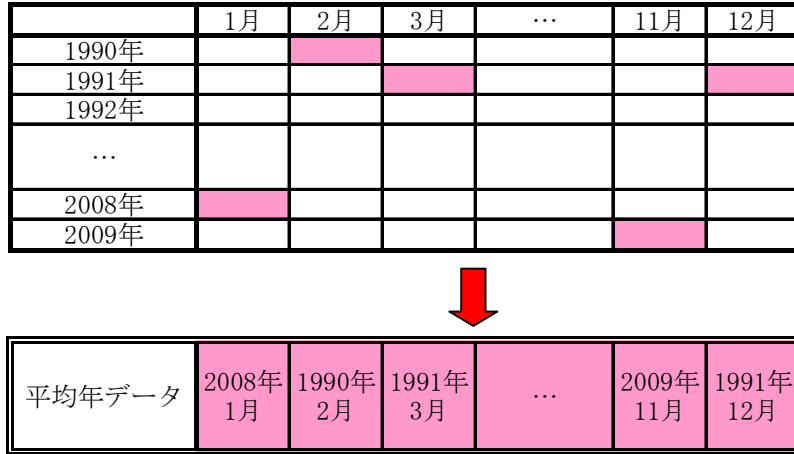 1月 2月 3月 … 11月 12月
1990年
1991年
1992年
…
2008年
2009年
平均年データ 2008年 1990年 1991年 … 2009年 1991年
1月 2月 3月 11月 12月